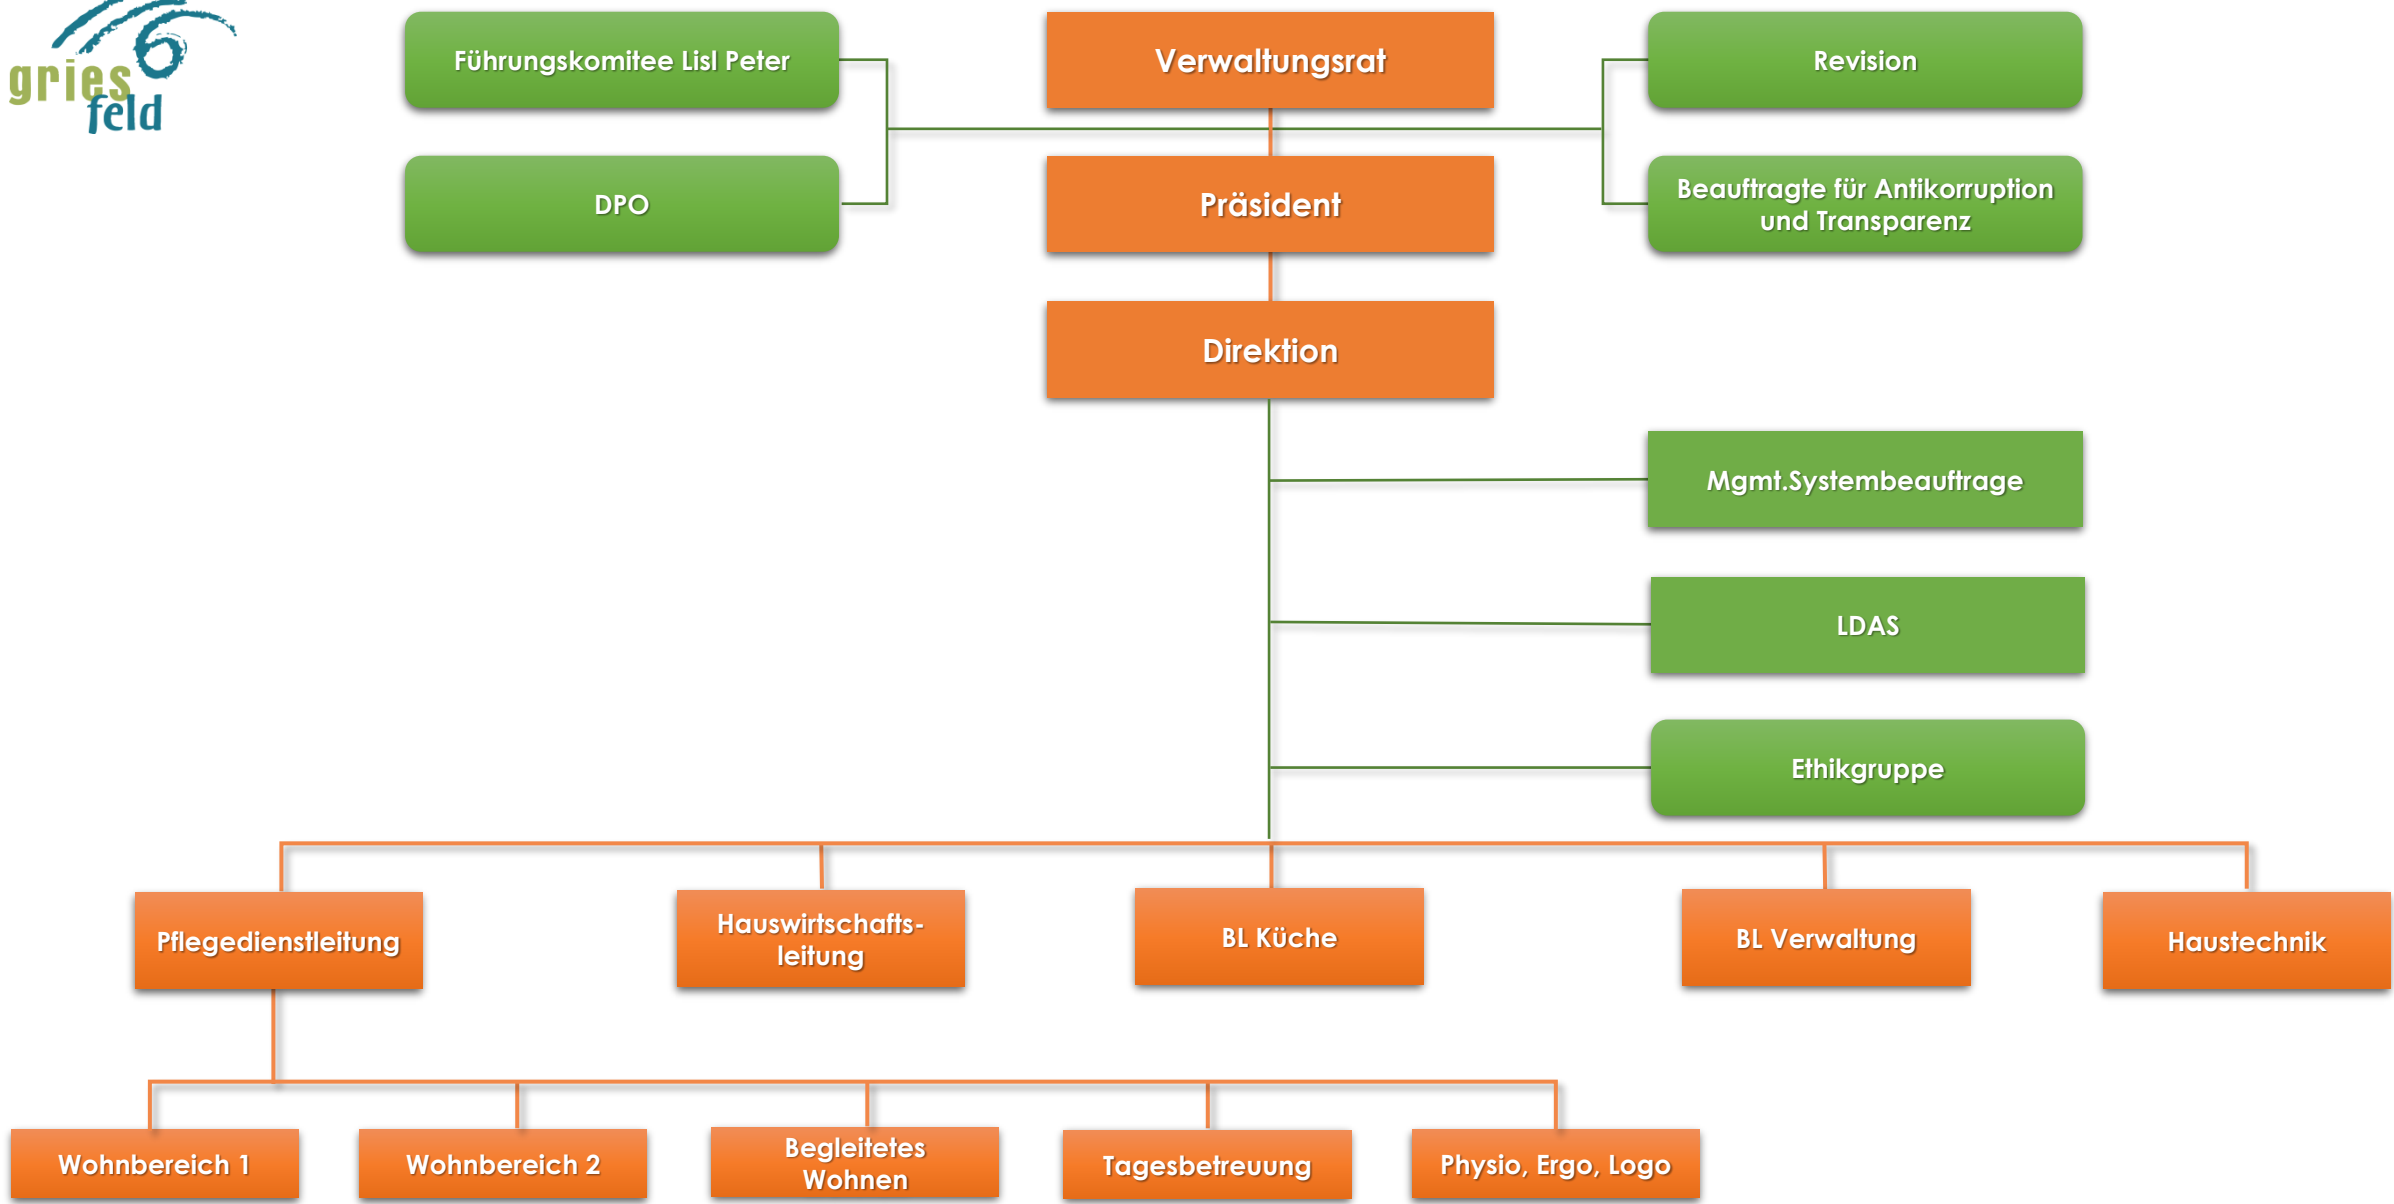 gries
feld
Führungskomitee Lisl Peter
Verwaltungsrat
Revision
DPO
Präsident
Beauftragte für Antikorruption
und Transparenz
Direktion
Mgmt.Systembeauftrage
LDAS
Ethikgruppe
Pflegedienstleitung
Hauswirtschafts-
leitung
BL Küche
BL Verwaltung
Haustechnik
Wohnbereich 1
Wohnbereich 2
Begleitetes
Wohnen
Tagesbetreuung
Physio, Ergo, Logo